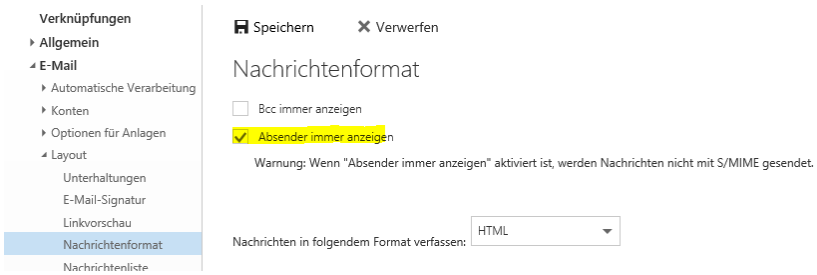 Verknüpfungen
Allgemein
E-Mail
Automatische Verarbeitung
Konten
Optionen für Anlagen
Layout
Unterhaltungen
E-Mail-Signatur
Linkvorschau
Nachrichtenformat
Nachrichtenliste
Speichern
Verwerfen
Nachrichtenformat
Bcc immer anzeigen
Absender immer anzeigen
Warnung: Wenn "Absender immer anzeigen" aktiviert ist, werden Nachrichten nicht mit S/MIME gesendet.
Nachrichten in folgendem Format verfassen: HTML